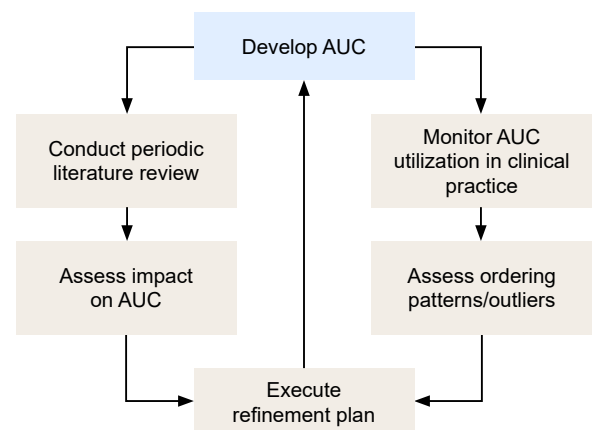 Develop AUC
Conduct periodic
literature review
Monitor AUC
utilization in clinical
practice
Assess impact
on AUC
Assess ordering
patterns/outliers
Execute
refinement plan